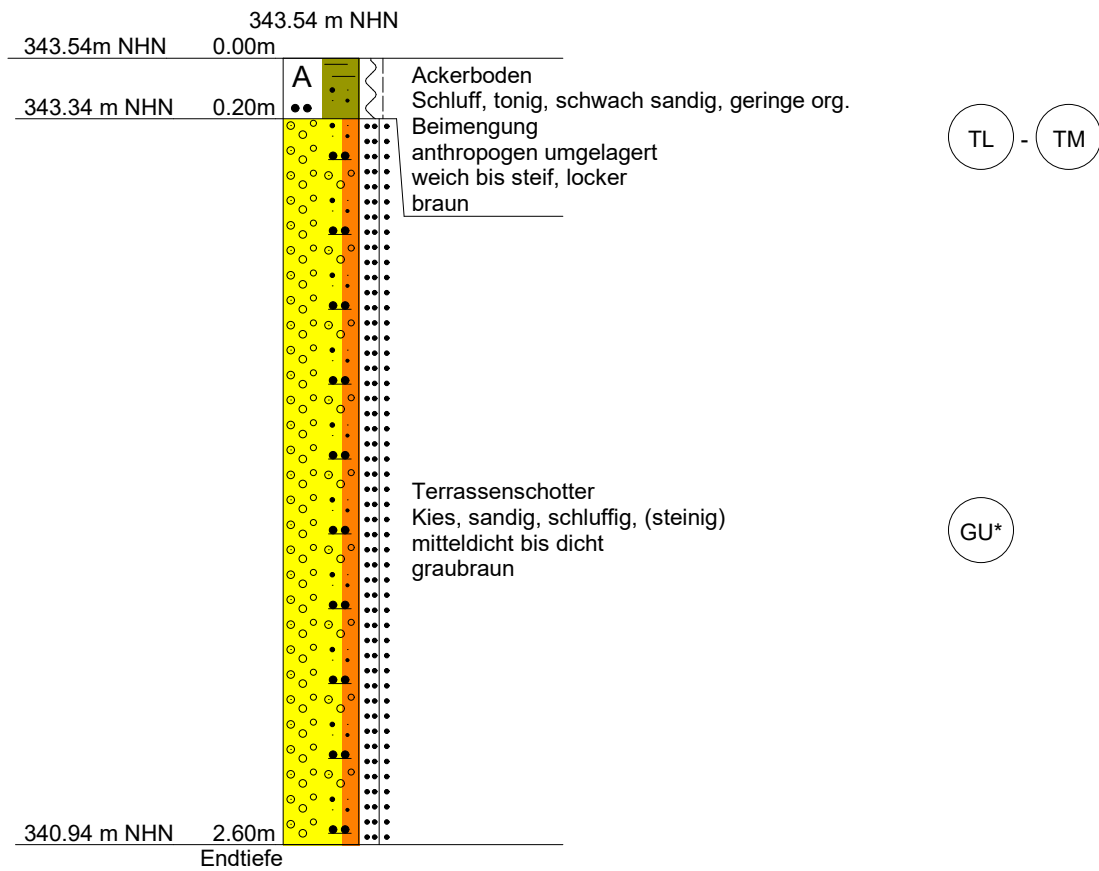 343.54 m NHN
343.54m NHN 0.00m
A
Ackerboden
Schluff, tonig, schwach sandig, geringe org.
343.34 m NHN 0.20m
Beimengung
anthropogen umgelagert
weich bis steif, locker
braun
TL - TM
Terrassenschotter
Kies, sandig, schluffig, (steinig)
mitteldicht bis dicht
graubraun
GU*
340.94 m NHN 2.60m
Endtiefe